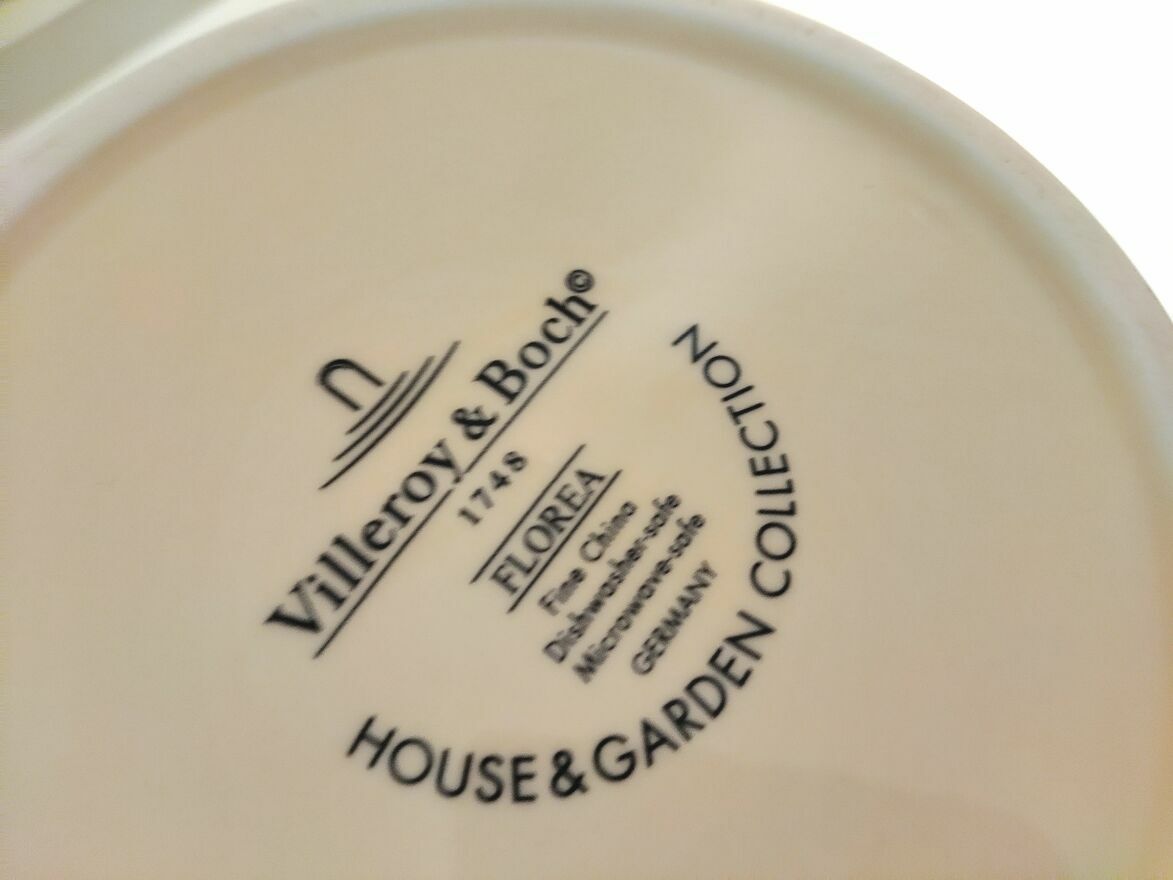 Villeroy & Boch©
1748
FLOREA
Fine China
Dishwasher-safe
Microwave-safe
GERMANY
HOUSE & GARDEN COLLECTION